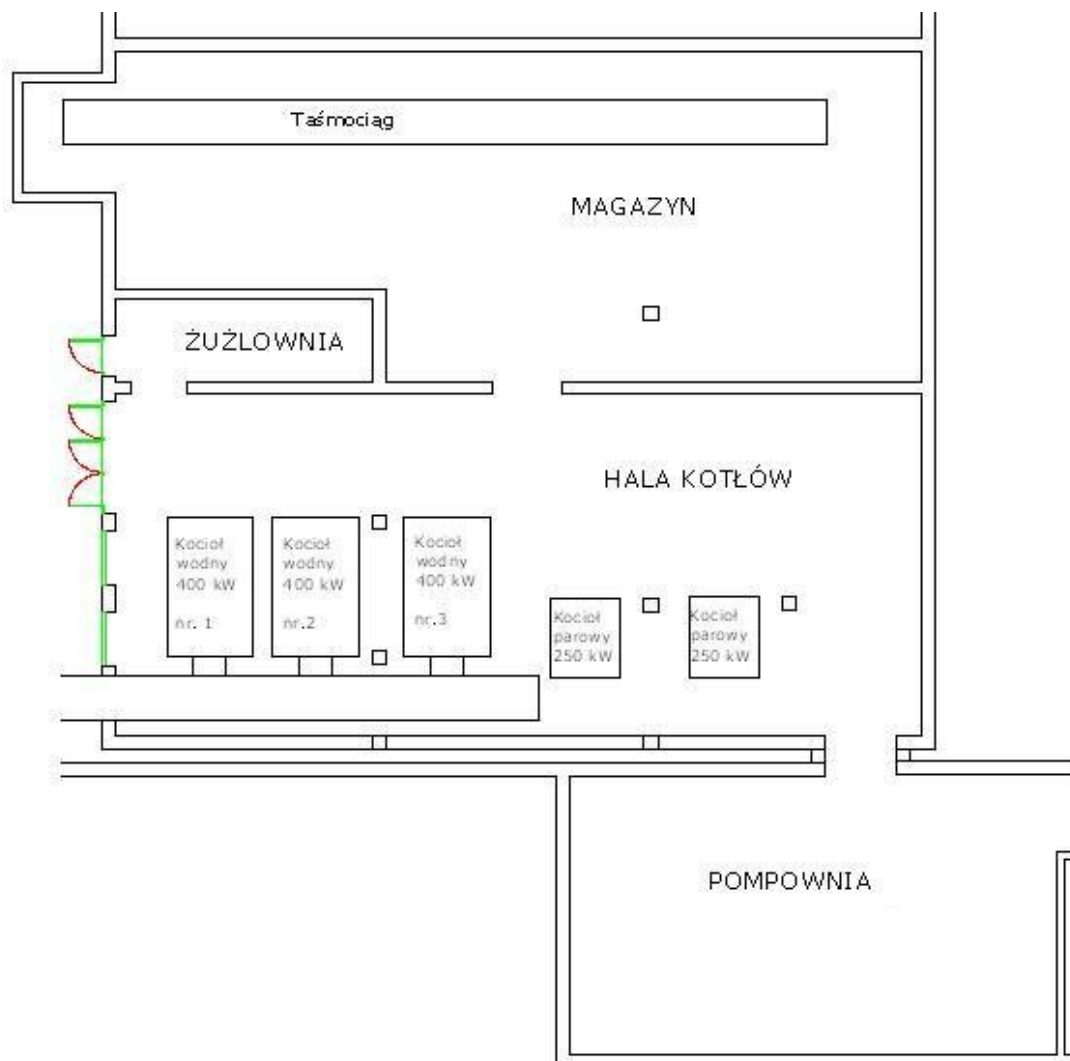 Taśmociąg
MAGAZYN
ŻUŻLOWNIA
HALA KOTŁÓW
Kocioł
wodny
400 kW
nr. 1
Kocioł
wodny
400 kW
nr.2
Kocioł
wodny
400 kW
nr.3
Kocioł
parowy
250 kW
Kocioł
parowy
250 kW
POMPOWNIA